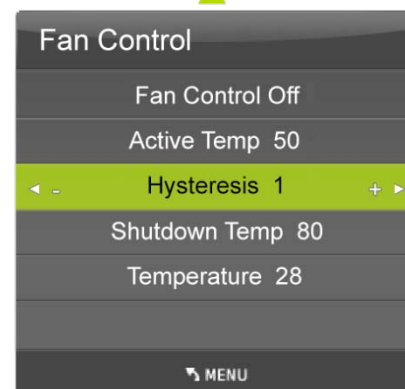 Fan Control
Fan Control Off
Active Temp 50
- Hysteresis 1 +
Shutdown Temp 80
Temperature 28
MENU